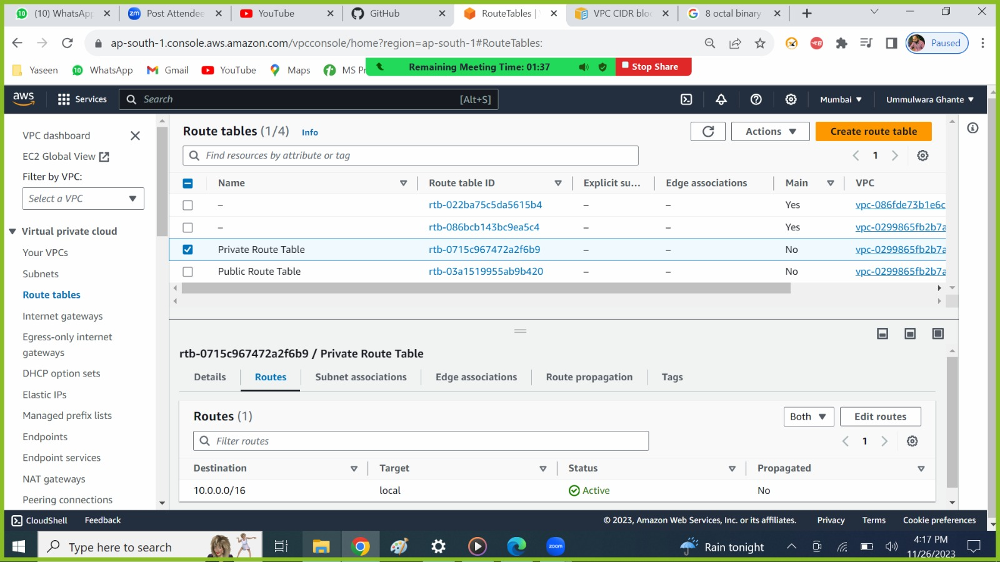 (10) WhatsApp
Post Attendee
YouTube
GitHub
RouteTables |
VPC CIDR bloc
8 octal binary
ap-south-1.console.aws.amazon.com/vpcconsole/home?region=ap-south-1#RouteTables:
Paused
Yaseen
WhatsApp
Gmail
YouTube
Maps
MS Pr
Remaining Meeting Time: 01:37
Stop Share
aws
Services
Search
[Alt+S]
Mumbai
Ummulwara Ghante
VPC dashboard
EC2 Global View
Filter by VPC:
Select a VPC
Virtual private cloud
Your VPCs
Subnets
Route tables
Internet gateways
Egress-only internet
gateways
DHCP option sets
Elastic IPs
Managed prefix lists
Endpoints
Endpoint services
NAT gateways
Peering connections
Route tables (1/4) Info
Actions
Create route table
Find resources by attribute or tag
1
Name Route table ID Explicit su... Edge associations Main VPC
– rtb-022ba75c5da5615b4 – – Yes vpc-086fde73b1e6c
– rtb-086bcb143bc9ea5c4 – – Yes vpc-0299865fb2b7a
Private Route Table rtb-0715c967472a2f6b9 – – No vpc-0299865fb2b7a
Public Route Table rtb-03a1519955ab9b420 – – No vpc-0299865fb2b7a
rtb-0715c967472a2f6b9 / Private Route Table
Details Routes Subnet associations Edge associations Route propagation Tags
Routes (1)
Both
Edit routes
Filter routes
1
Destination Target Status Propagated
10.0.0.0/16 local Active No
CloudShell Feedback
© 2023, Amazon Web Services, Inc. or its affiliates. Privacy Terms Cookie preferences
Type here to search
zoom
Rain tonight
4:17 PM
11/26/2023